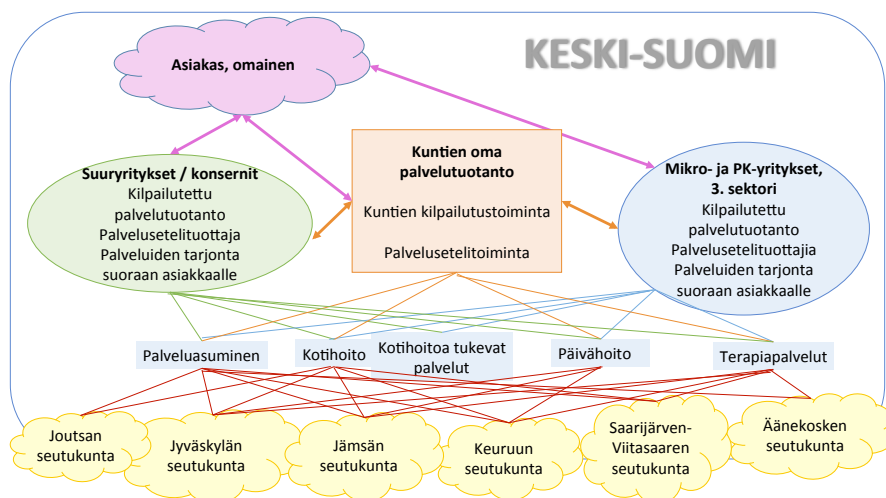 KESKI-SUOMI
Asiakas, omainen
Suuryritykset / konsernit
Kilpailutettu
palvelutuotanto
Palvelusetelituottaja
Palveluiden tarjonta
suoraan asiakkaalle
Kuntien oma
palvelutuotanto
Kuntien kilpailutustoiminta
Palvelusetelitoiminta
Mikro- ja PK-yritykset,
3. sektori
Kilpailutettu
palvelutuotanto
Palvelusetelituottajia
Palveluiden tarjonta
suoraan asiakkaalle
Palveluasuminen
Kotihoito
Kotihoitoa tukevat
palvelut
Päivähoito
Terapiapalvelut
Joutsan
seutukunta
Jyväskylän
seutukunta
Jämsän
seutukunta
Keuruun
seutukunta
Saarijärven-
Viitasaaren
seutukunta
Äänekosken
seutukunta